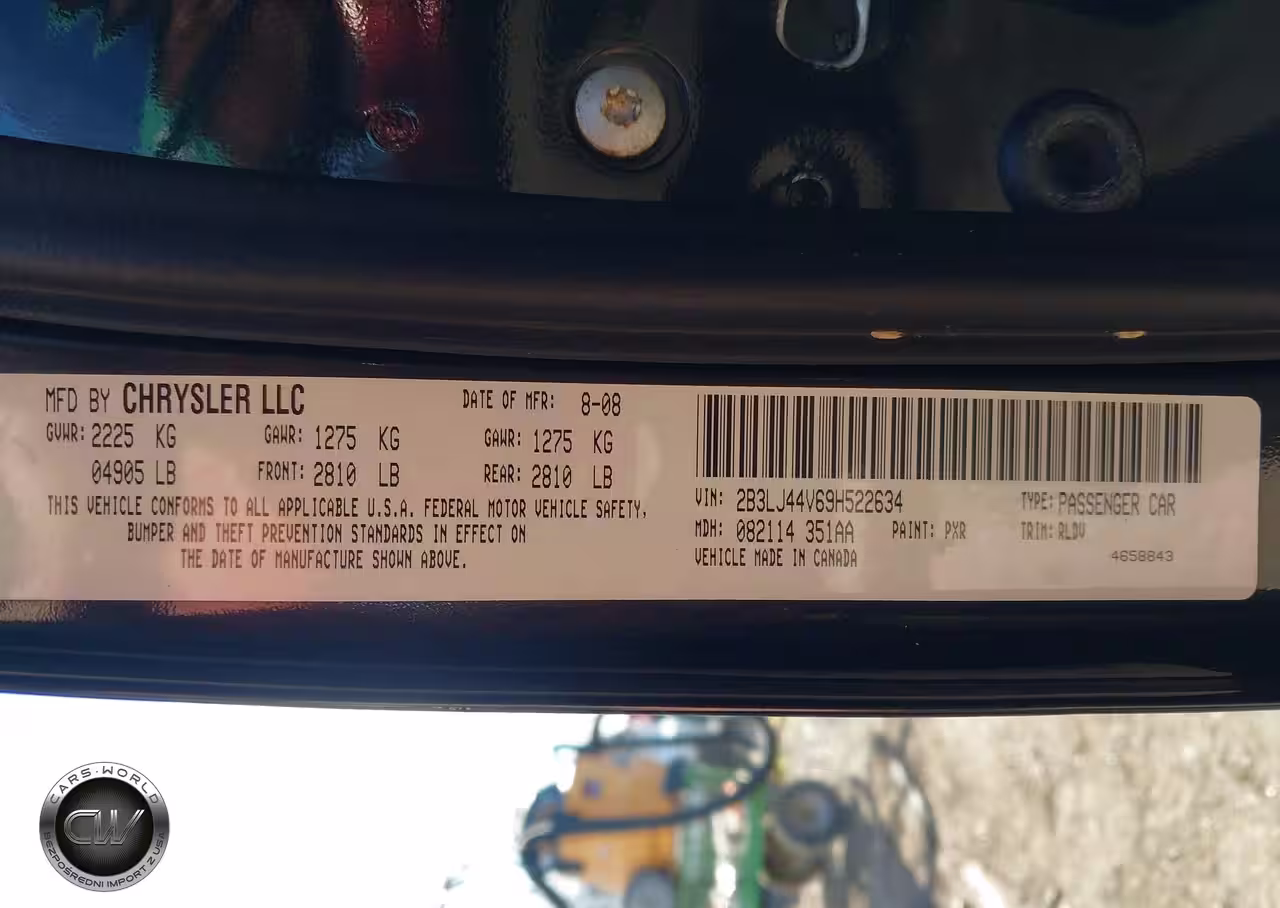 MFD BY CHRYSLER LLC DATE OF MFR: 8-08
GVWR: 2225 KG GAWR: 1275 KG GAWR: 1275 KG
04905 LB FRONT: 2810 LB REAR: 2810 LB
THIS VEHICLE CONFORMS TO ALL APPLICABLE U.S.A. FEDERAL MOTOR VEHICLE SAFETY,
BUMPER AND THEFT PREVENTION STANDARDS IN EFFECT ON
THE DATE OF MANUFACTURE SHOWN ABOVE.
VIN: 2B3LJ44V69H522634 TYPE: PASSENGER CAR
MDH: 082114 351AA PAINT: PXR TRIM: RLDV
VEHICLE MADE IN CANADA 4658843
CARS-WORLD
CW
BEZPOŚREDNI IMPORT Z USA